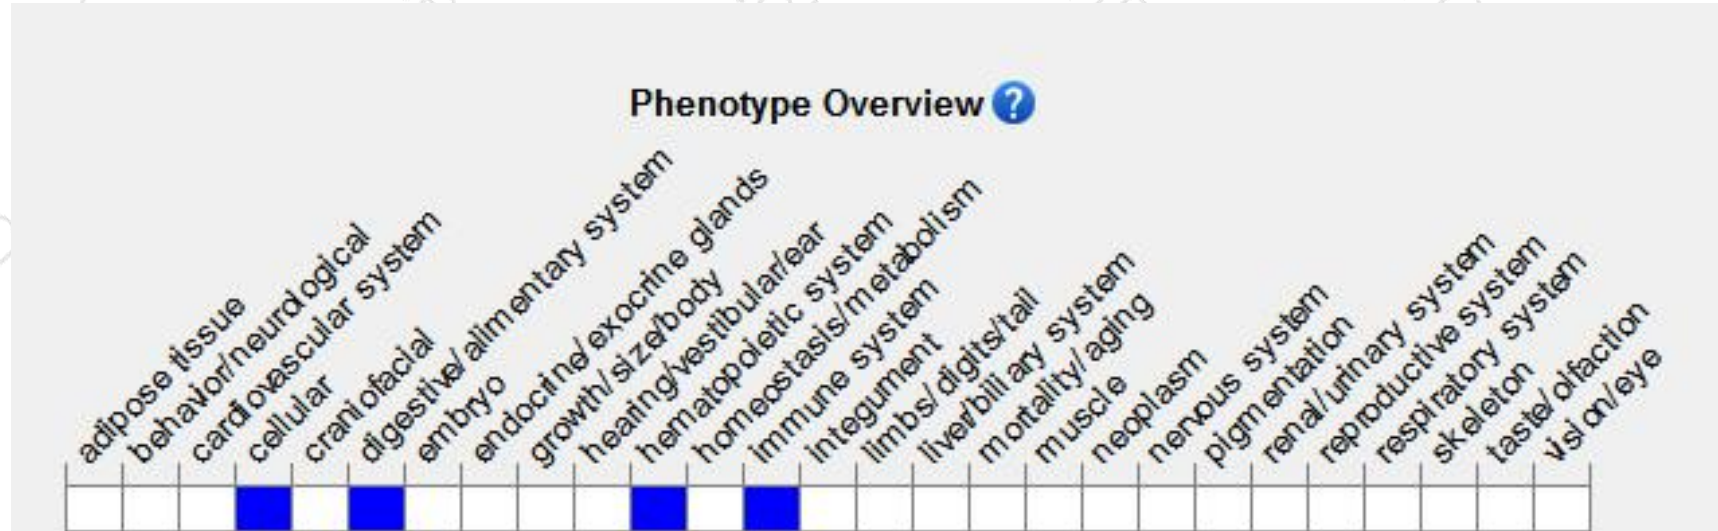 Phenotype Overview ?
adipose tissue
behavior/neurological
cardiovascular system
cellular
craniofacial
digestive/alimentary system
embryo
endocrine/exocrine glands
growth/size/body
hearing/vestibular/ear
hematopoietic system
homeostasis/metabolism
immune system
integument
limbs/digits/tail
liver/biliary system
mortality/aging
muscle
neoplasm
nervous system
pigmentation
renal/urinary system
reproductive system
respiratory system
skeleton
taste/olfaction
vision/eye